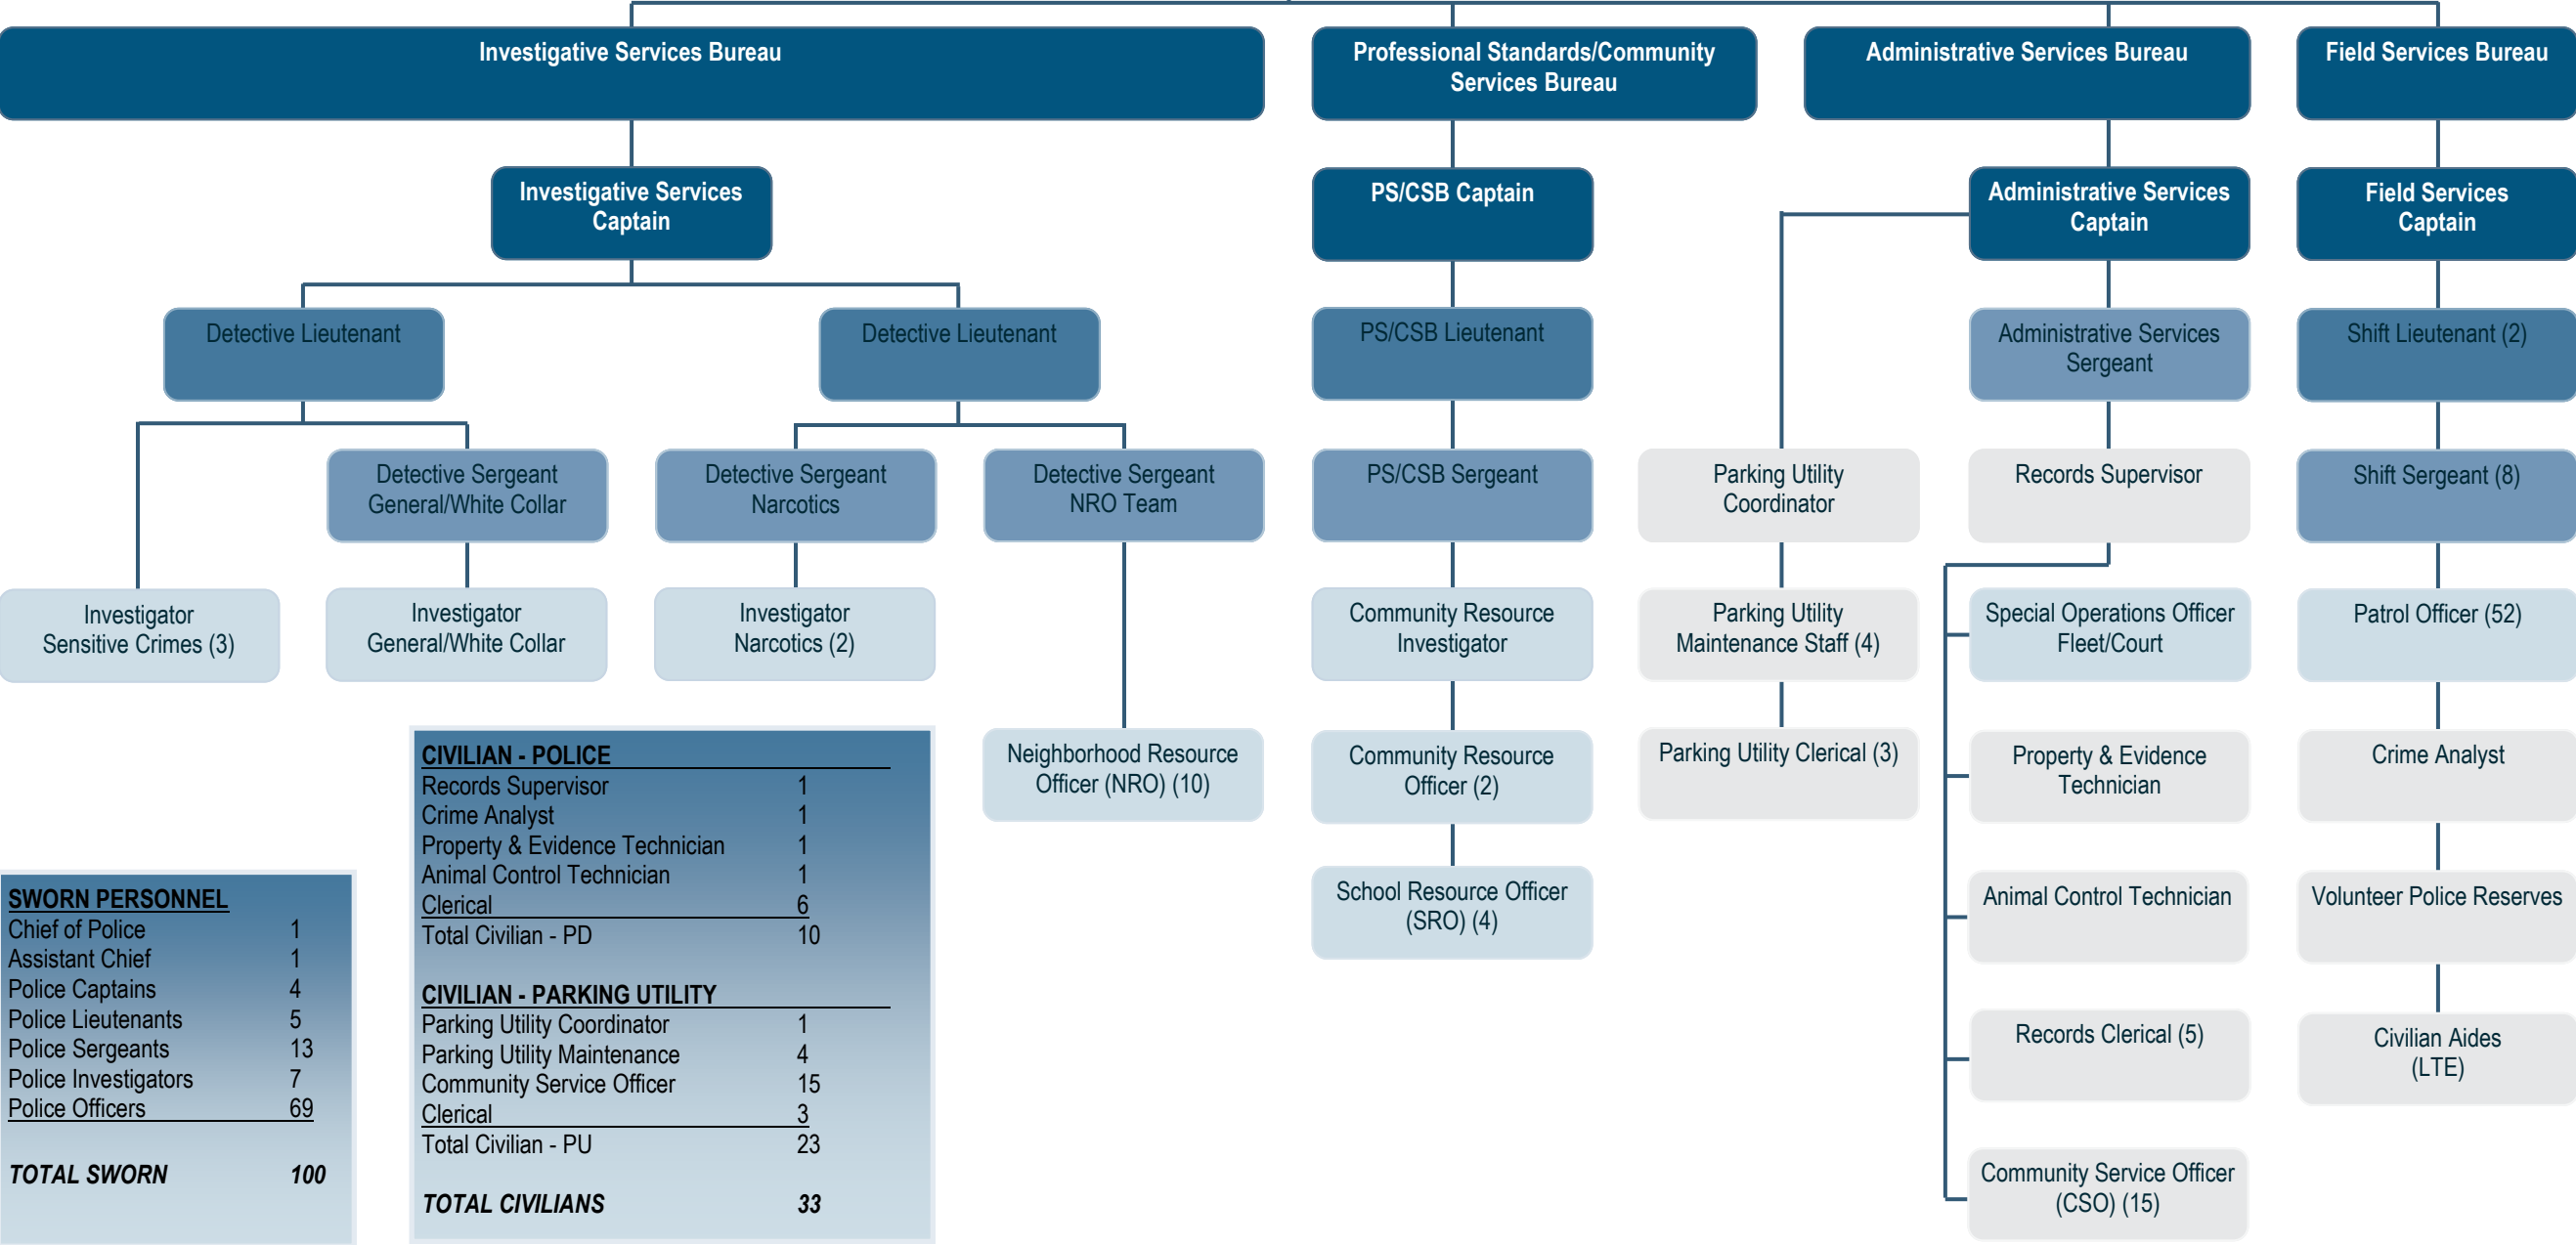 Investigative Services Bureau
Professional Standards/Community
Services Bureau
Administrative Services Bureau
Field Services Bureau
Investigative Services
Captain
PS/CSB Captain
Administrative Services
Captain
Field Services
Captain
Detective Lieutenant
Detective Lieutenant
PS/CSB Lieutenant
Administrative Services
Sergeant
Shift Lieutenant (2)
Detective Sergeant
General/White Collar
Detective Sergeant
Narcotics
Detective Sergeant
NRO Team
PS/CSB Sergeant
Parking Utility
Coordinator
Records Supervisor
Shift Sergeant (8)
Investigator
Sensitive Crimes (3)
Investigator
General/White Collar
Investigator
Narcotics (2)
Community Resource
Investigator
Parking Utility
Maintenance Staff (4)
Special Operations Officer
Fleet/Court
Patrol Officer (52)
Neighborhood Resource
Officer (NRO) (10)
Community Resource
Officer (2)
Parking Utility Clerical (3)
Property & Evidence
Technician
Crime Analyst
School Resource Officer
(SRO) (4)
Animal Control Technician
Volunteer Police Reserves
Records Clerical (5)
Civilian Aides
(LTE)
Community Service Officer
(CSO) (15)
CIVILIAN - POLICE
Records Supervisor 1
Crime Analyst 1
Property & Evidence Technician 1
Animal Control Technician 1
Clerical 6
Total Civilian - PD 10
CIVILIAN - PARKING UTILITY
Parking Utility Coordinator 1
Parking Utility Maintenance 4
Community Service Officer 15
Clerical 3
Total Civilian - PU 23
TOTAL CIVILIANS 33
SWORN PERSONNEL
Chief of Police 1
Assistant Chief 1
Police Captains 4
Police Lieutenants 5
Police Sergeants 13
Police Investigators 7
Police Officers 69
TOTAL SWORN 100